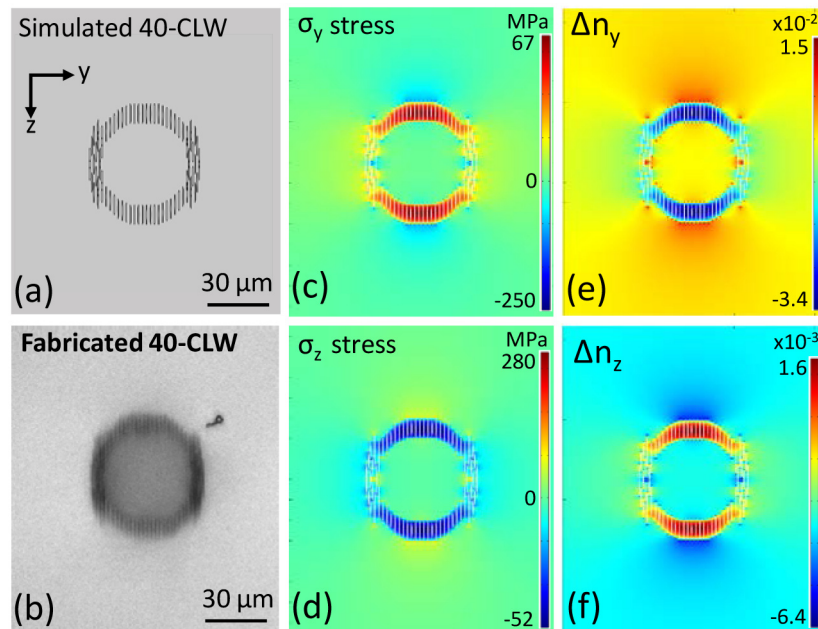 Simulated 40-CLW
y
z
(a)
30 µm
σy stress
MPa
67
0
-250
(c)
Δny
x10⁻²
1.5
-3.4
(e)
Fabricated 40-CLW
(b)
30 µm
σz stress
MPa
280
0
-52
(d)
Δnz
x10⁻³
1.6
-6.4
(f)